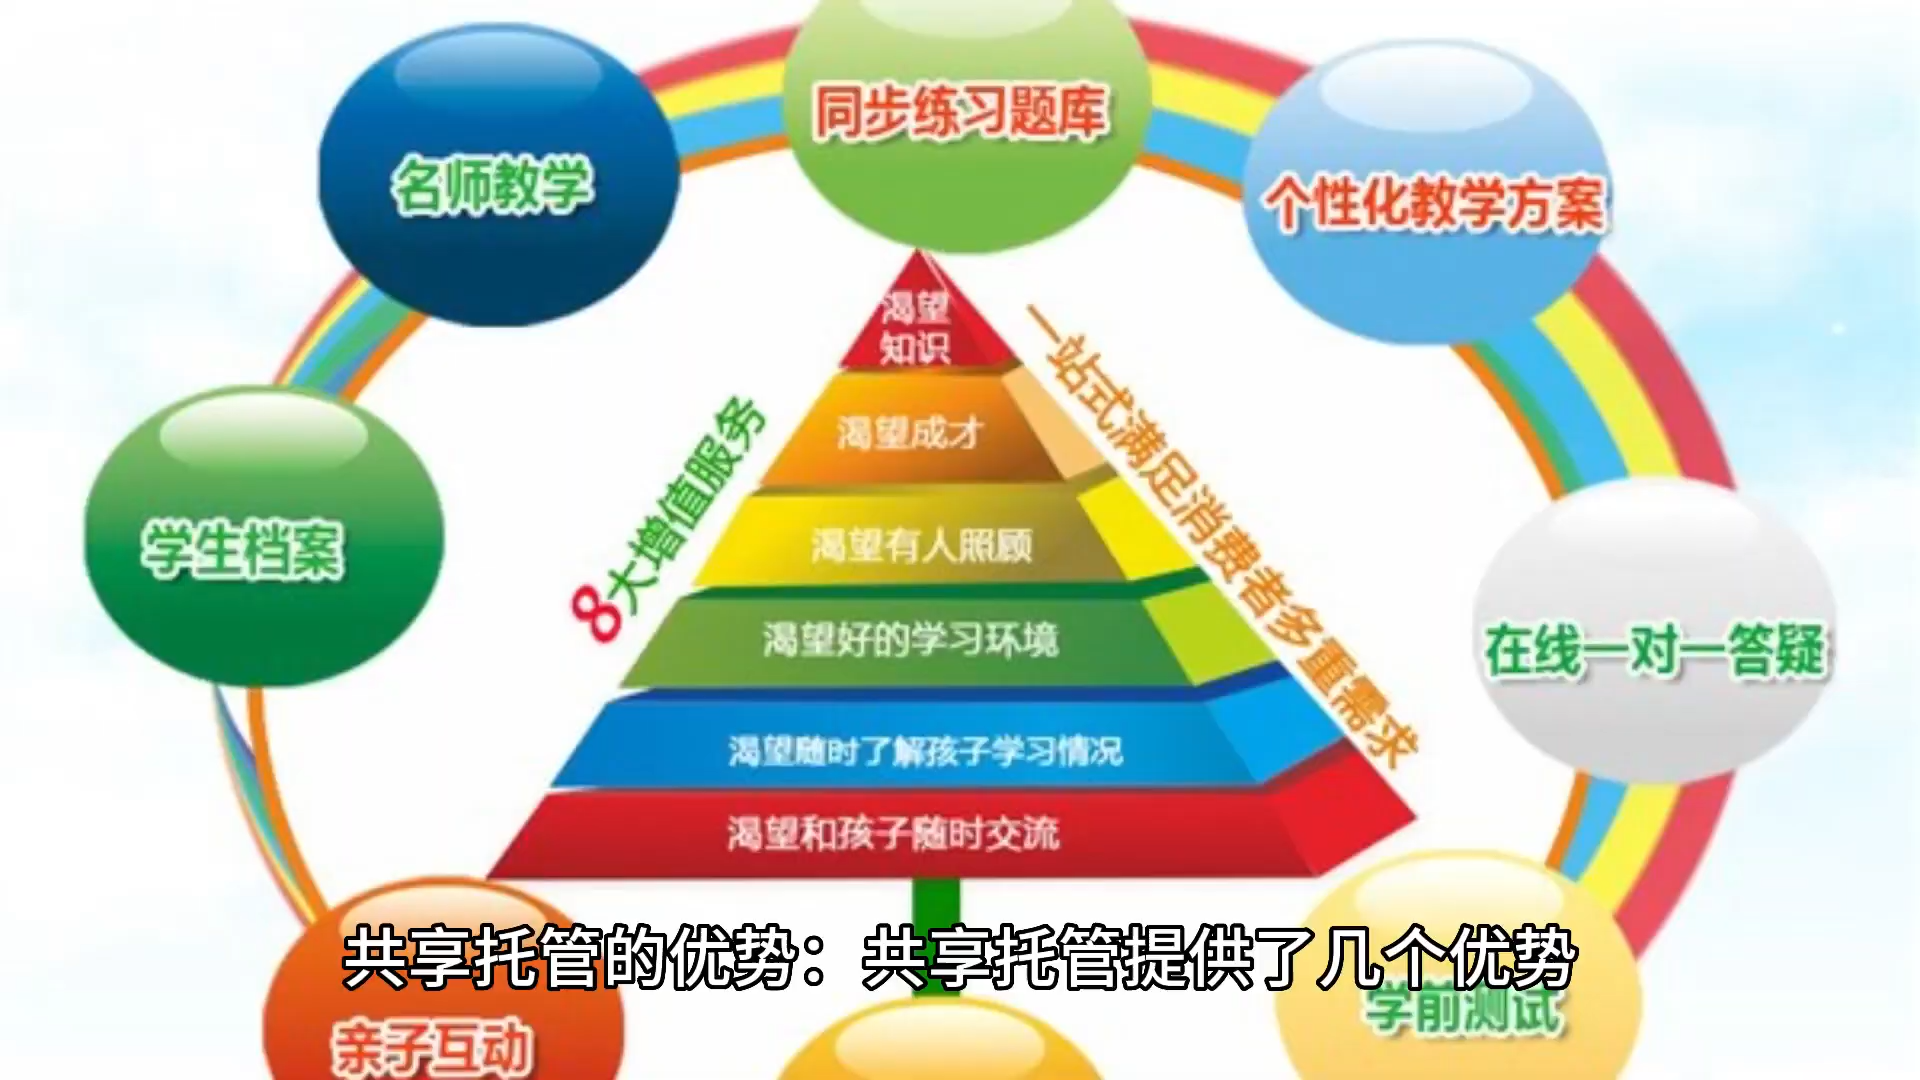 同步练习题库
名师教学
个性化教学方案
渴望
知识
一站式满足消费者多重需求
渴望成才
8大增值服务
学生档案
渴望有人照顾
渴望好的学习环境
在线一对一答疑
渴望随时了解孩子学习情况
渴望和孩子随时交流
共享托管的优势：共享托管提供了几个优势
学前测试
亲子互动